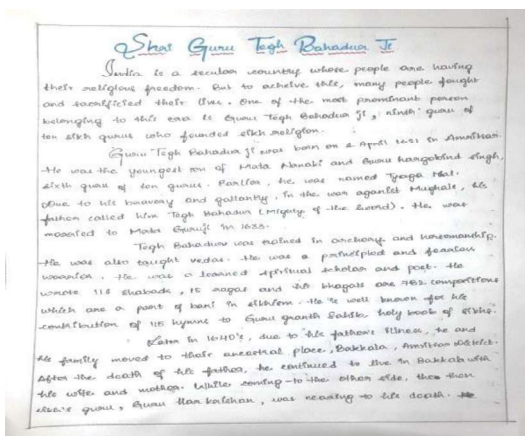 Shri Guru Tegh Bahadur Ji
India is a secular country whose people are having
their religious freedom. But to acheive this, many people fought
and sacrificied their lives. One of the most prominant person
belonging to this era is Guru Tegh Bahadur ji, ninth guru of
ten sikh gurus who founded sikh religion.
Guru Tegh Bahadur ji was born on 2 April 1621 in Amritsar.
He was the youngest son of Mata Nanaki and Guru hargobind singh,
sixth guru of ten gurus. Earlier, he was named Tyaga Mal.
Due to his bravery and gallantry, in the war against Mughals, his
father called him Tegh Bahadur (Mighty of the sword). He was
married to Mata Gurujii in 1633.
Tegh Bahadur was trained in archery and horsemanship.
He was also taught vedas. He was a principled and fearless
warrior. He was a learned spiritual scholar and poet. He
wrote 116 shabads, 15 ragas and his bhagats are 782 compositions
which are a part of bani in sikhism. He is well known for his
contribution of 115 hymns to Guru granth Sahib, holy book of sikhs.
Later in 1640's, due to his father's illness, he and
his family moved to their ancestral place, Bakkala, Amritsar District.
After the death of his father, he continued to live in Bakkala with
his wife and mother. While coming to the other side, the then
guru, Guru Har krishan, was nearing to his death.